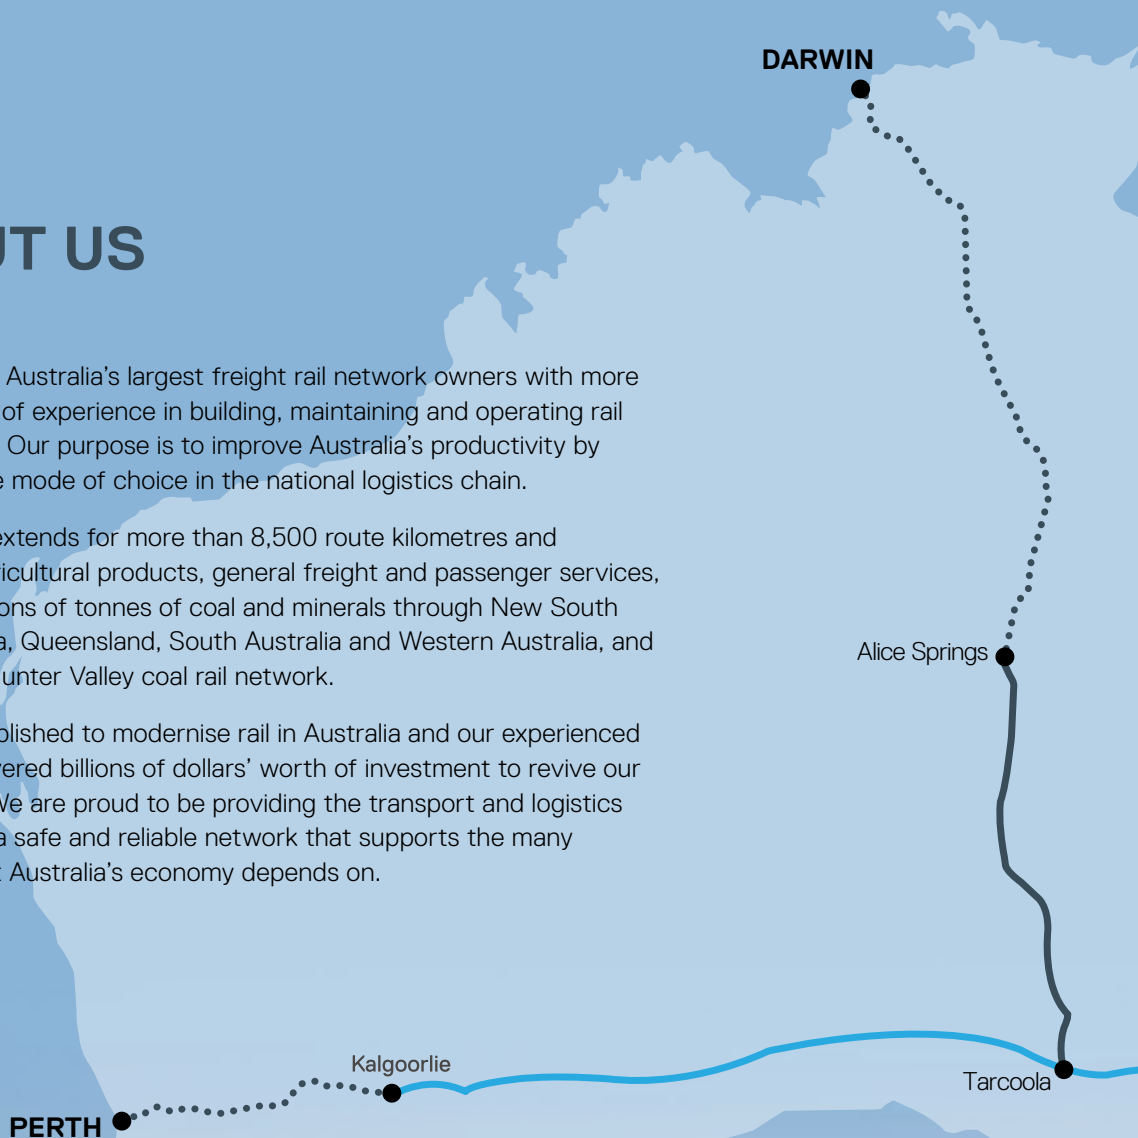 DARWIN
UT US
Australia's largest freight rail network owners with more
of experience in building, maintaining and operating rail
Our purpose is to improve Australia's productivity by
e mode of choice in the national logistics chain.
extends for more than 8,500 route kilometres and
icultural products, general freight and passenger services,
ons of tonnes of coal and minerals through New South
a, Queensland, South Australia and Western Australia, and
unter Valley coal rail network.
Alice Springs
blished to modernise rail in Australia and our experienced
vered billions of dollars' worth of investment to revive our
We are proud to be providing the transport and logistics
a safe and reliable network that supports the many
t Australia's economy depends on.
Kalgoorlie
Tarcoola
PERTH